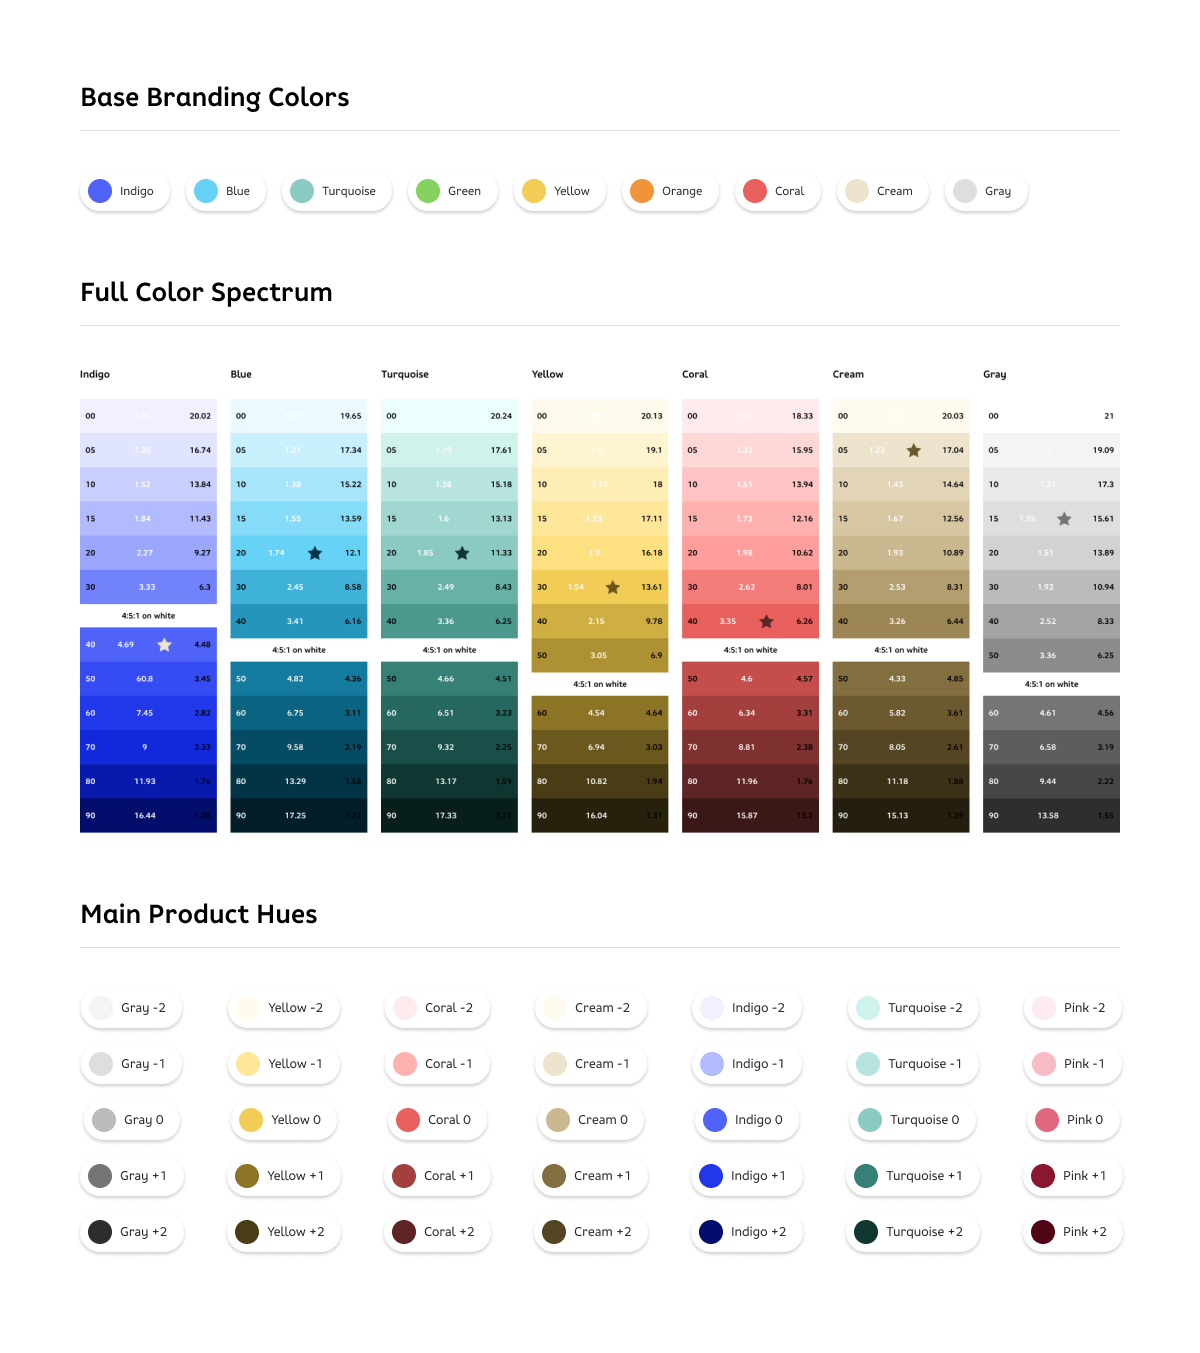 Base Branding Colors
Indigo Blue Turquoise Green Yellow Orange Coral Cream Gray
Full Color Spectrum
Indigo Blue Turquoise Yellow Coral Cream Gray
00 20.02 00 19.65 00 20.24 00 20.13 00 1.15 18.33 00 20.03 00 21
05 1.25 16.74 05 1.21 17.34 05 1.19 17.61 05 1.1 19.1 05 1.32 15.95 05 1.23 17.04 05 19.09
10 1.52 13.84 10 1.38 15.22 10 1.38 15.18 10 1.17 18 10 1.51 13.94 10 1.43 14.64 10 1.21 17.3
15 1.84 11.43 15 1.55 13.59 15 1.6 13.13 15 1.23 17.11 15 1.73 12.16 15 1.67 12.56 15 1.35 15.61
20 2.27 9.27 20 1.74 12.1 20 1.85 11.33 20 1.3 16.18 20 1.98 10.62 20 1.93 10.89 20 1.51 13.89
30 3.33 6.3 30 2.45 8.58 30 2.49 8.43 30 1.54 13.61 30 2.62 8.01 30 2.53 8.31 30 1.92 10.94
4:5:1 on white 40 3.41 6.16 40 3.36 6.25 40 2.15 9.78 40 3.35 6.26 40 3.26 6.44 40 2.52 8.33
40 4.69 4.48 4:5:1 on white 4:5:1 on white 50 3.05 6.9 4:5:1 on white 4:5:1 on white 50 3.36 6.25
50 60.8 3.45 50 4.82 4.36 50 4.66 4.51 4:5:1 on white 50 4.6 4.57 50 4.33 4.85 4:5:1 on white
60 7.45 2.82 60 6.75 3.11 60 6.51 3.23 60 4.54 4.64 60 6.34 3.31 60 5.82 3.61 60 4.61 4.56
70 9 2.33 70 9.58 2.19 70 9.32 2.25 70 6.94 3.03 70 8.81 2.38 70 8.05 2.61 70 6.58 3.19
80 11.93 1.76 80 13.29 1.58 80 13.17 1.59 80 10.82 1.94 80 11.96 1.76 80 11.18 1.88 80 9.44 2.22
90 16.44 1.28 90 17.25 1.22 90 17.33 1.21 90 16.04 1.31 90 15.87 13.2 90 15.13 1.39 90 13.58 1.55
Main Product Hues
Gray -2 Yellow -2 Coral -2 Cream -2 Indigo -2 Turquoise -2 Pink -2
Gray -1 Yellow -1 Coral -1 Cream -1 Indigo -1 Turquoise -1 Pink -1
Gray 0 Yellow 0 Coral 0 Cream 0 Indigo 0 Turquoise 0 Pink 0
Gray +1 Yellow +1 Coral +1 Cream +1 Indigo +1 Turquoise +1 Pink +1
Gray +2 Yellow +2 Coral +2 Cream +2 Indigo +2 Turquoise +2 Pink +2